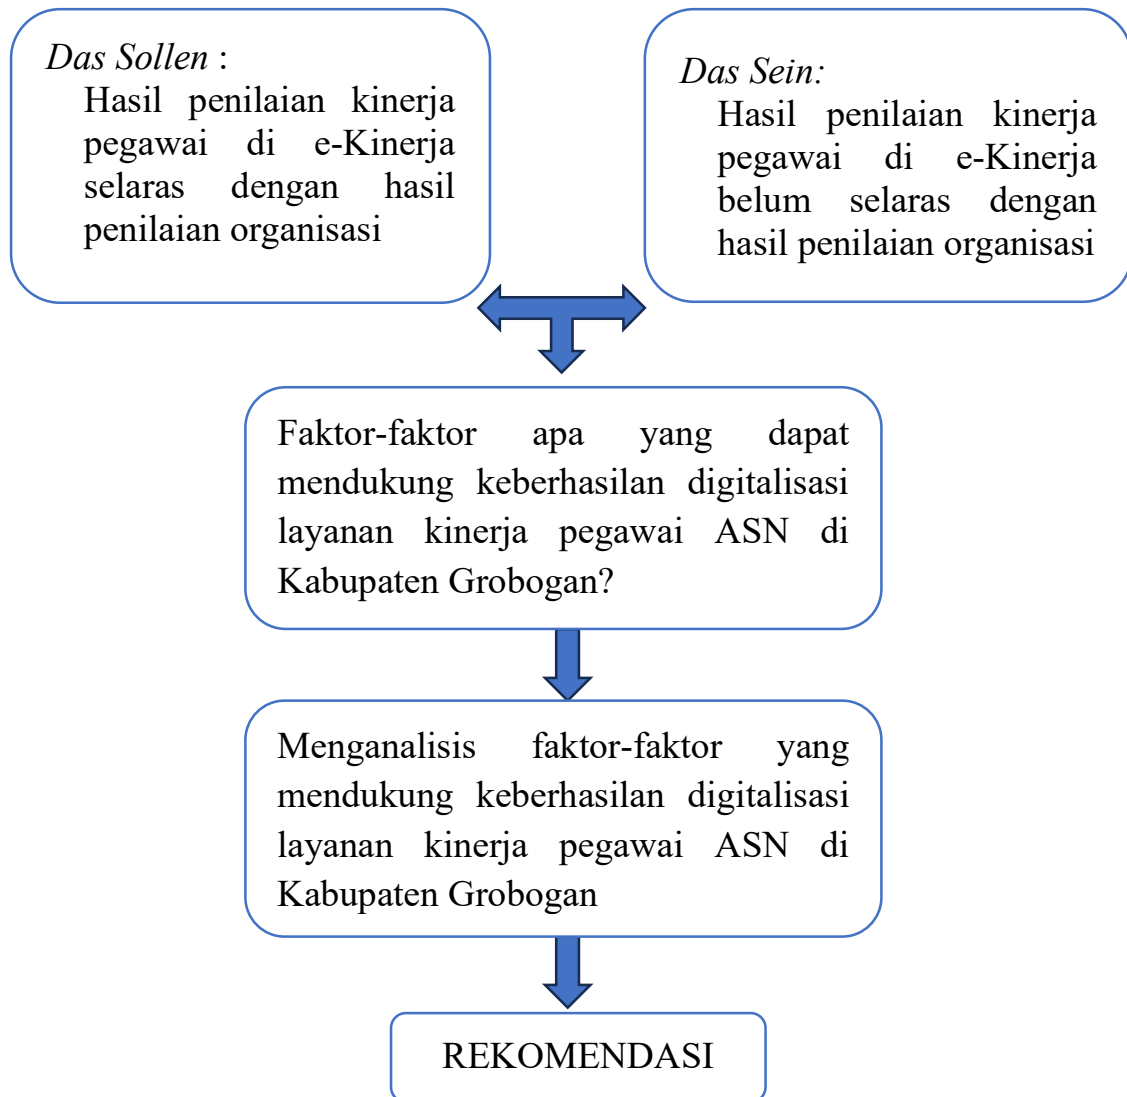 Das Sollen :
Hasil penilaian kinerja
pegawai di e-Kinerja
selaras dengan hasil
penilaian organisasi
Das Sein:
Hasil penilaian kinerja
pegawai di e-Kinerja
belum selaras dengan
hasil penilaian organisasi
Faktor-faktor apa yang dapat
mendukung keberhasilan digitalisasi
layanan kinerja pegawai ASN di
Kabupaten Grobogan?
Menganalisis faktor-faktor yang
mendukung keberhasilan digitalisasi
layanan kinerja pegawai ASN di
Kabupaten Grobogan
REKOMENDASI